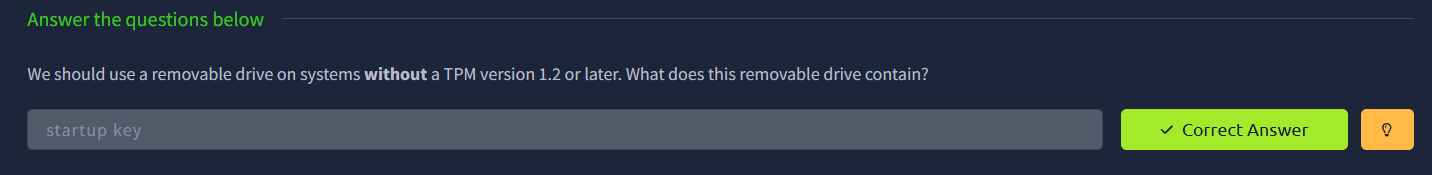 Answer the questions below
We should use a removable drive on systems without a TPM version 1.2 or later. What does this removable drive contain?
startup key
Correct Answer